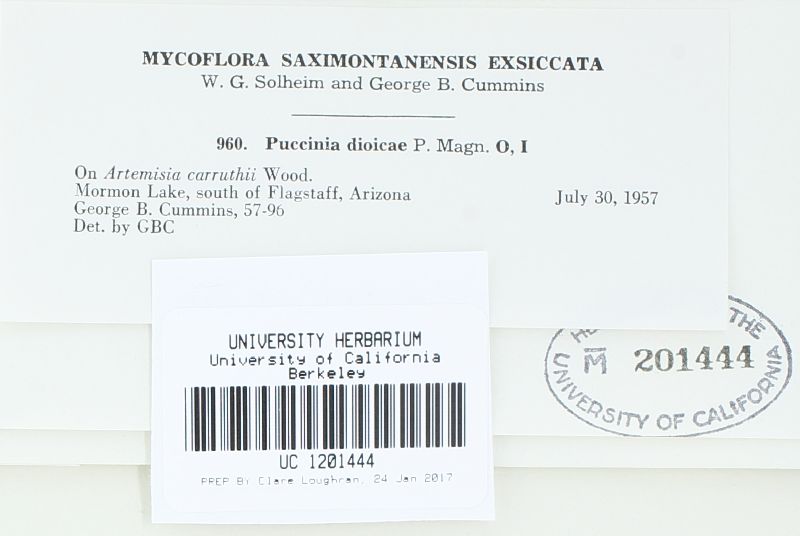 MYCOFLORA SAXIMONTANENSIS EXSICCATA
W. G. Solheim and George B. Cummins
960. Puccinia dioicae P. Magn. O, I
On Artemisia carruthii Wood.
Mormon Lake, south of Flagstaff, Arizona July 30, 1957
George B. Cummins, 57-96
Det. by GBC
THE
M 201444
UNIVERSITY OF CALIFORNIA
UNIVERSITY HERBARIUM
University of California
Berkeley
UC 1201444
PREP BY Clare Loughran, 24 Jan 2017